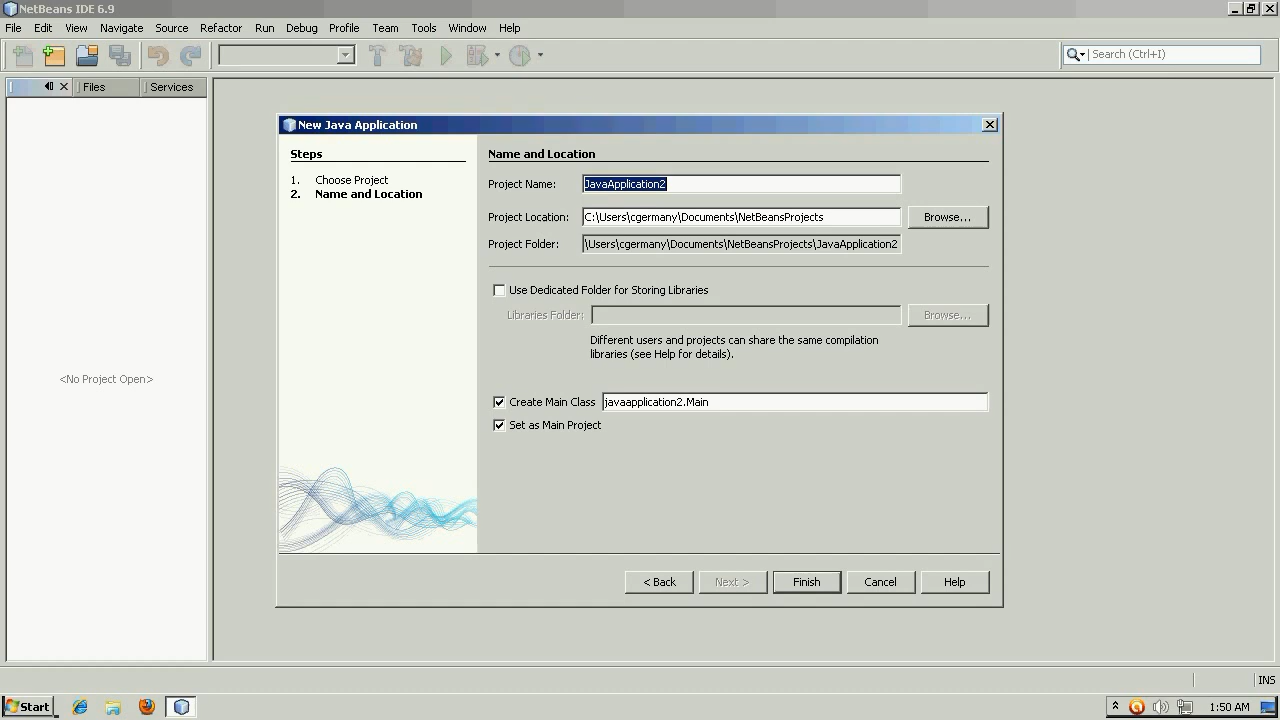 NetBeans IDE 6.9
File Edit View Navigate Source Refactor Run Debug Profile Team Tools Window Help
Search (Ctrl+I)
Files Services
New Java Application
Steps
1. Choose Project
2. Name and Location
Name and Location
Project Name: JavaApplication2
Project Location: C:\Users\cgermany\Documents\NetBeansProjects Browse...
Project Folder: \Users\cgermany\Documents\NetBeansProjects\JavaApplication2
Use Dedicated Folder for Storing Libraries
Libraries Folder: Browse...
Different users and projects can share the same compilation
libraries (see Help for details).
<No Project Open>
Create Main Class javaapplication2.Main
Set as Main Project
< Back Next > Finish Cancel Help
INS
Start 1:50 AM